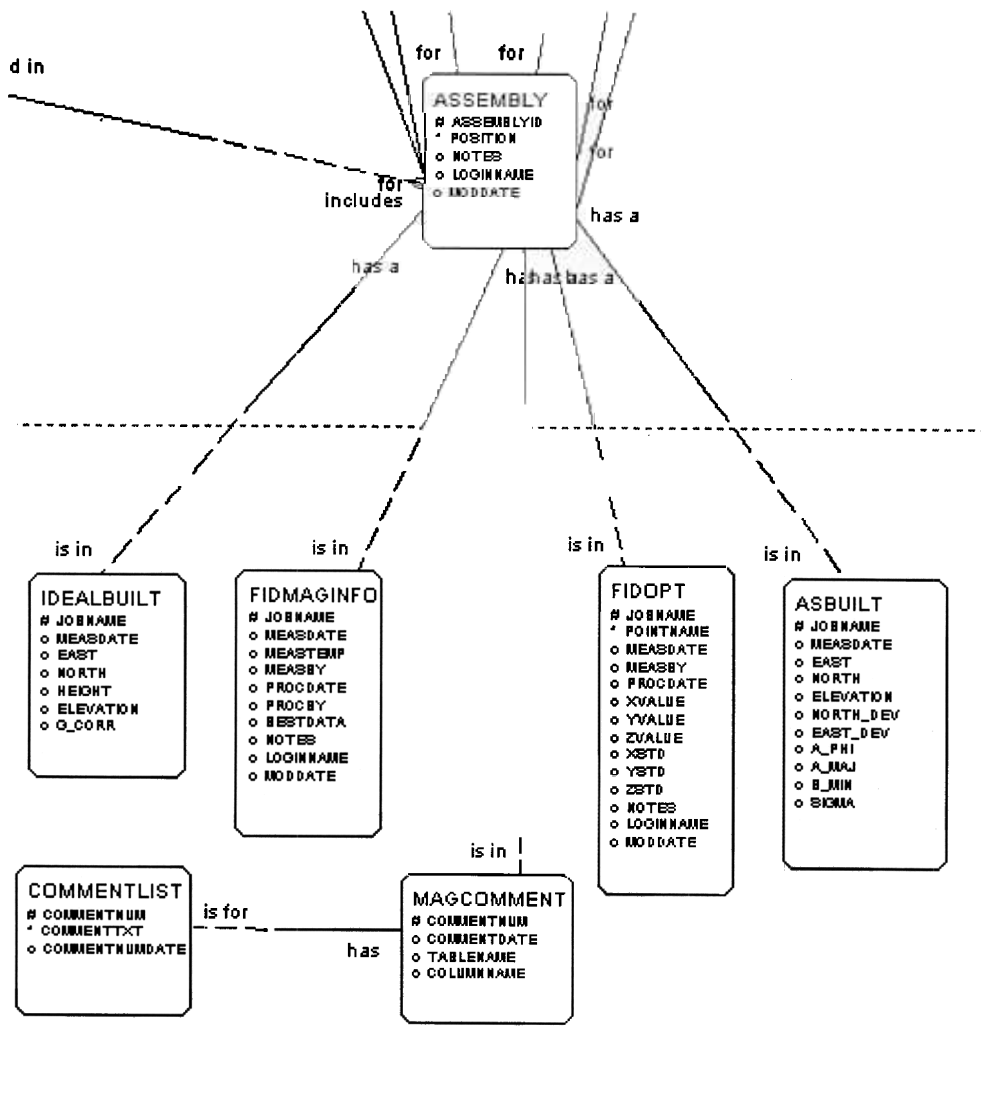 for
for
d in
ASSEMBLY
# ASSEMBLYID
* POSITION
o NOTES
o LOGINNAME
o MODDATE
for
for
for
includes
has a
has a
has a
is in
is in
is in
is in
IDEALBUILT
# JOBNAME
o MEASDATE
o EAST
o NORTH
o HEIGHT
o ELEVATION
o G_CORR
FIDMAGINFO
# JOBNAME
o MEASDATE
o MEASTEMP
o MEASBY
o PROCDATE
o PROCBY
o BESTDATA
o NOTES
o LOGINNAME
o MODDATE
FIDOPT
# JOBNAME
* POINTNAME
o MEASDATE
o MEASBY
o PROCDATE
o XVALUE
o YVALUE
o ZVALUE
o XSTD
o YSTD
o ZSTD
o NOTES
o LOGINNAME
o MODDATE
ASBUILT
# JOBNAME
o MEASDATE
o EAST
o NORTH
o ELEVATION
o NORTH_DEV
o EAST_DEV
o A_PHI
o A_MAJ
o B_MIN
o SIGMA
is in
COMMENTLIST
# COMMENTNUM
* COMMENTTXT
o COMMENTNUMDATE
is for
has
MAGCOMMENT
# COMMENTNUM
o COMMENTDATE
o TABLENAME
o COLUMNNAME